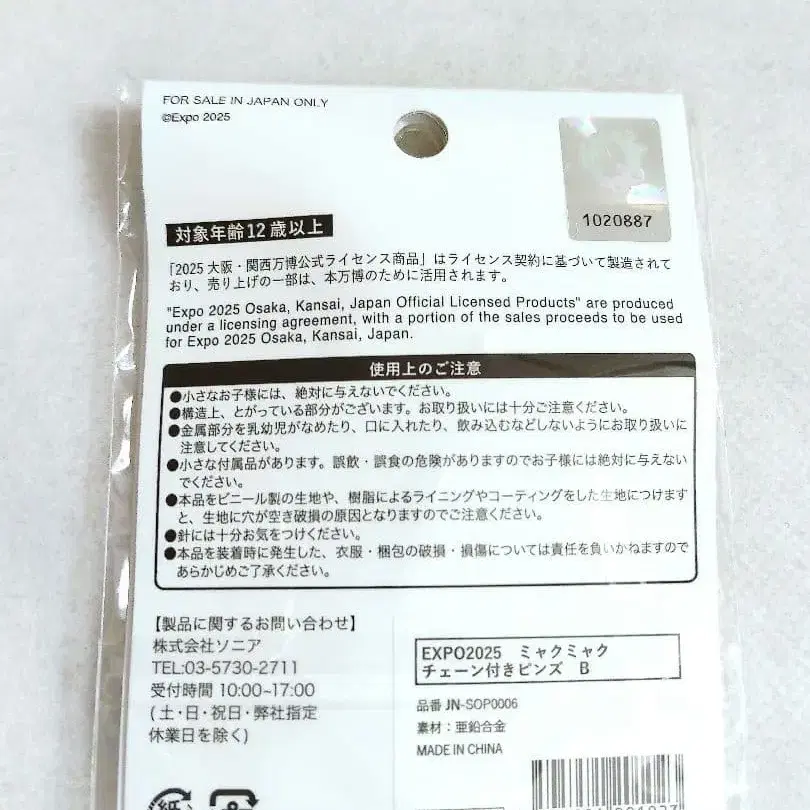 FOR SALE IN JAPAN ONLY
©Expo 2025
1020887
対象年齢12歳以上
「2025 大阪・関西万博公式ライセンス商品」はライセンス契約に基づいて製造されて
おり、売り上げの一部は、本万博のために活用されます。
"Expo 2025 Osaka, Kansai, Japan Official Licensed Products" are produced
under a licensing agreement, with a portion of the sales proceeds to be used
for Expo 2025 Osaka, Kansai, Japan.
使用上のご注意
●小さなお子様には、絶対に与えないでください。
●構造上、とがっている部分がございます。お取り扱いには十分ご注意ください。
●金属部分を乳幼児がなめたり、口に入れたり、飲み込むなどしないようにお取り扱いに
注意してください。
●小さな付属品があります。誤飲・誤食の危険がありますのでお子様には絶対に与えない
でください。
●本品をビニール製の生地や、樹脂によるライニングやコーティングをした生地につけます
と、生地に穴が空き破損の原因となりますのでご注意ください。
●針には十分お気をつけください。
●本品を装着時に発生した、衣服・梱包の破損・損傷については責任を負いかねますので
あらかじめご了承ください。
【製品に関するお問い合わせ】
株式会社ソニア
TEL:03-5730-2711
受付時間 10:00~17:00
(土・日・祝日・弊社指定
休業日を除く)
EXPO2025 ミャクミャク
チェーン付きピンズ B
品番 JN-SOP0006
素材：亜鉛合金
MADE IN CHINA
紙